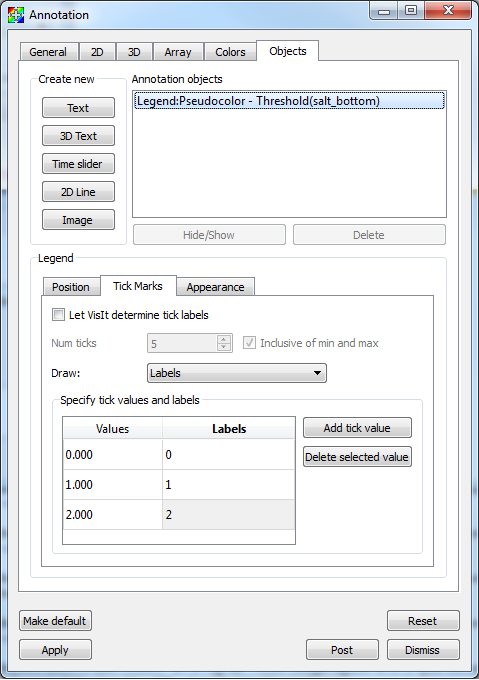 Annotation
General 2D 3D Array Colors Objects
Create new
Text
3D Text
Time slider
2D Line
Image
Annotation objects
Legend:Pseudocolor - Threshold(salt_bottom)
Hide/Show Delete
Legend
Position Tick Marks Appearance
Let VisIt determine tick labels
Num ticks 5 Inclusive of min and max
Draw: Labels
Specify tick values and labels
Values Labels
0.000 0
1.000 1
2.000 2
Add tick value
Delete selected value
Make default Reset
Apply Post Dismiss